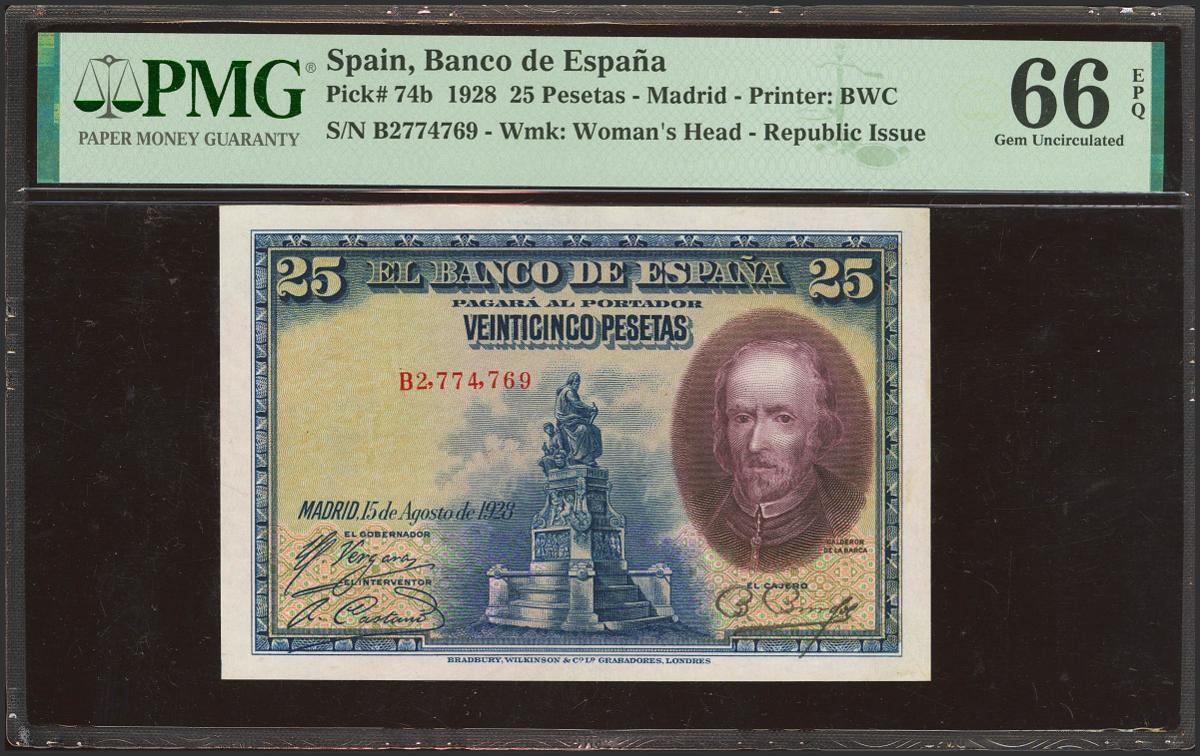 PMG®
PAPER MONEY GUARANTY
Spain, Banco de España
Pick# 74b 1928 25 Pesetas - Madrid - Printer: BWC
S/N B2774769 - Wmk: Woman's Head - Republic Issue
66
EPQ
Gem Uncirculated
25 EL BANCO DE ESPAÑA 25
PAGARÁ AL PORTADOR
VEINTICINCO PESETAS
B2,774,769
MADRID, 15 de Agosto de 1928
EL GOBERNADOR
Vergara
EL INTERVENTOR
A. Castaño
CALDERON
DE LA BARCA
EL CAJERO
BRADBURY, WILKINSON & Cº Lº GRABADORES, LONDRES